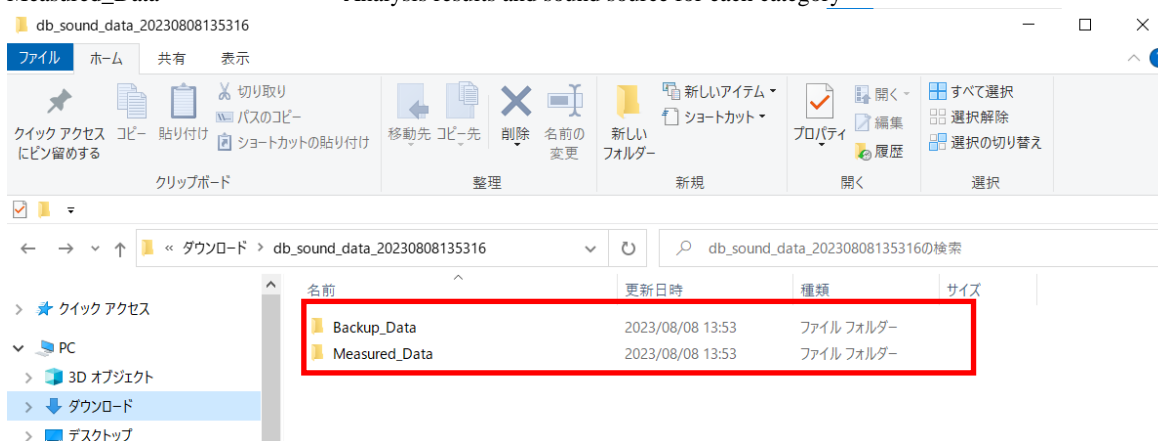 Measured_Data Analysis results and sound source for each category
db_sound_data_20230808135316
ファイル ホーム 共有 表示
クイック アクセス
にピン留めする
コピー
貼り付け
切り取り
パスのコピー
ショートカットの貼り付け
移動先
コピー先
削除
名前の
変更
新しい
フォルダー
新しいアイテム
ショートカット
プロパティ
開く
編集
履歴
すべて選択
選択解除
選択の切り替え
クリップボード 整理 新規 開く 選択
« ダウンロード > db_sound_data_20230808135316
db_sound_data_20230808135316の検索
名前 更新日時 種類 サイズ
クイック アクセス
Backup_Data 2023/08/08 13:53 ファイル フォルダー
PC
Measured_Data 2023/08/08 13:53 ファイル フォルダー
3D オブジェクト
ダウンロード
デスクトップ